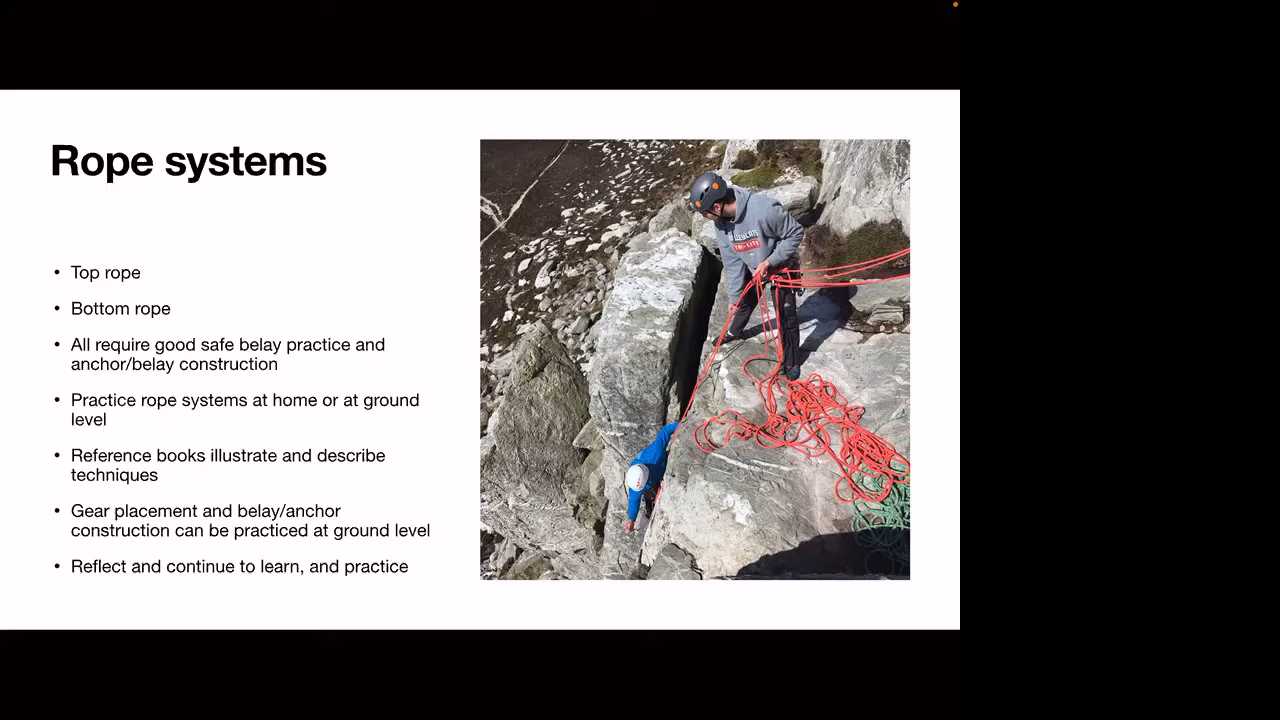 Rope systems
• Top rope
• Bottom rope
• All require good safe belay practice and
anchor/belay construction
• Practice rope systems at home or at ground
level
• Reference books illustrate and describe
techniques
• Gear placement and belay/anchor
construction can be practiced at ground level
• Reflect and continue to learn, and practice
TRI-CITY